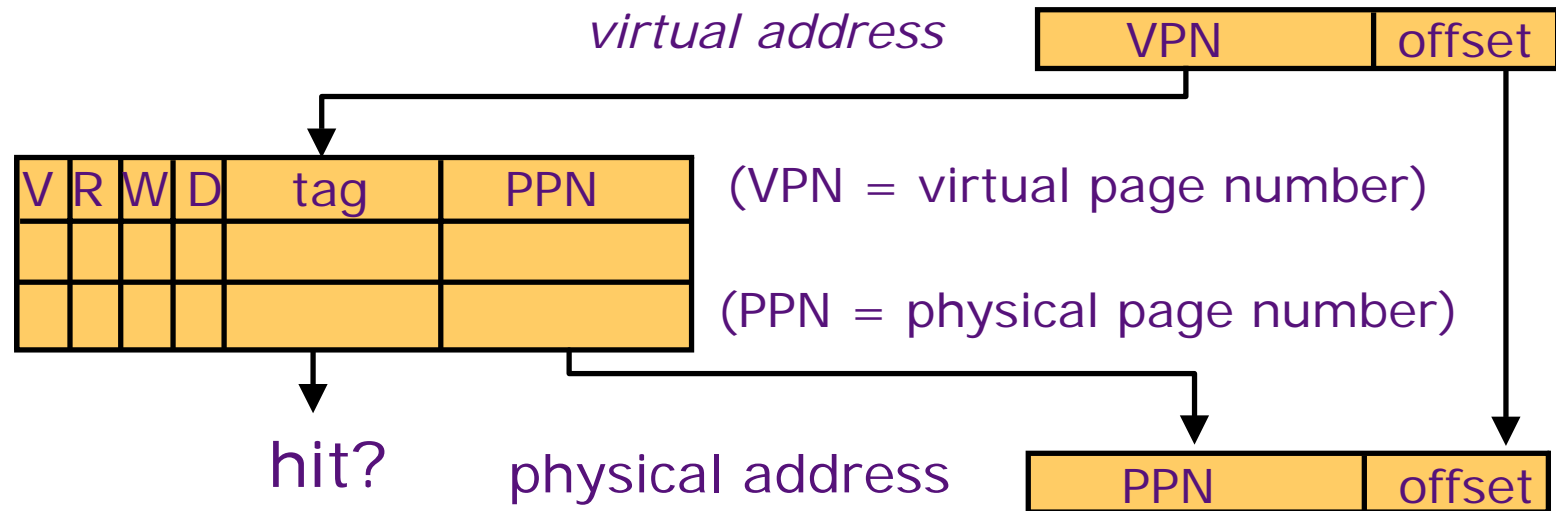 virtual address VPN offset
V R W D tag PPN (VPN = virtual page number)
(PPN = physical page number)
hit? physical address PPN offset